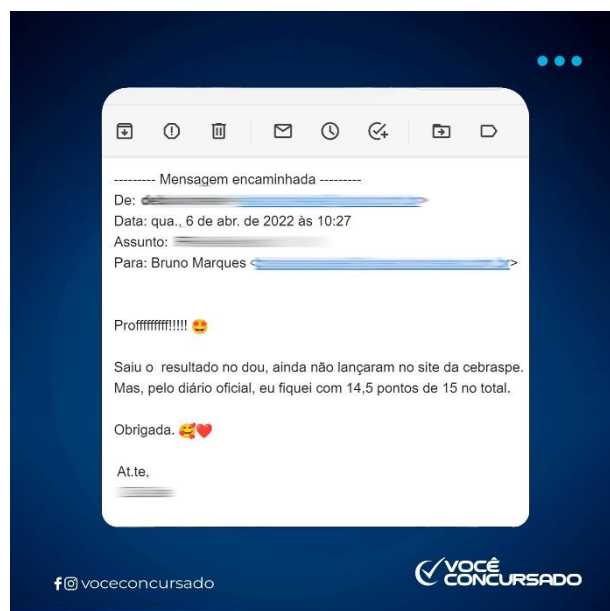 --------- Mensagem encaminhada ---------
De:
Data: qua., 6 de abr. de 2022 às 10:27
Assunto:
Para: Bruno Marques < >
Proffffffff!!!!! 🤩
Saiu o resultado no dou, ainda não lançaram no site da cebraspe.
Mas, pelo diário oficial, eu fiquei com 14,5 pontos de 15 no total.
Obrigada. 🥰❤️
At.te,
voceconcursado
VOCÊ
CONCURSADO